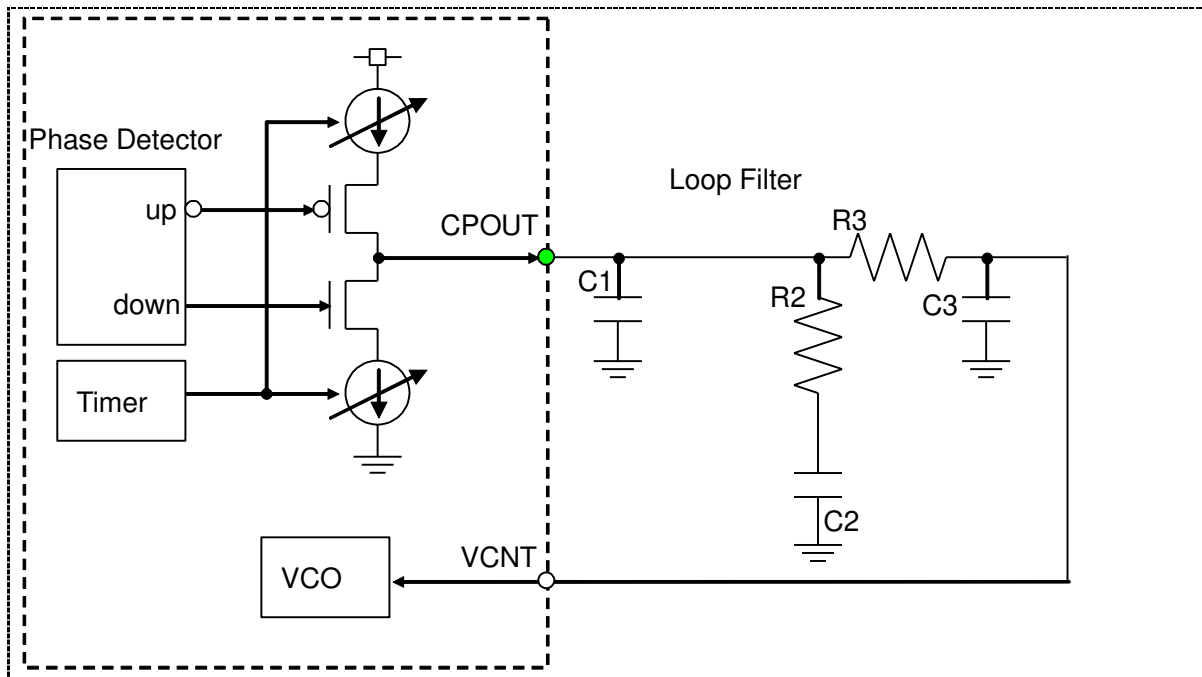 Phase Detector
up
down
Timer
CPOUT
Loop Filter
C1
R2
R3
C3
C2
VCO
VCNT